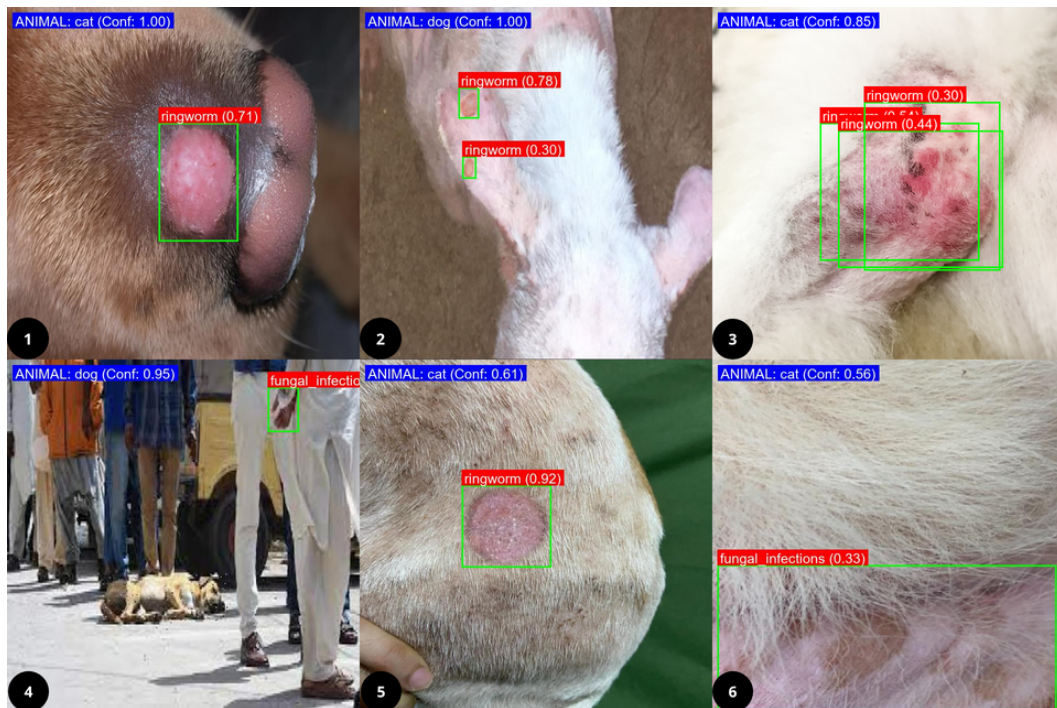 ANIMAL: cat (Conf: 1.00)
ringworm (0.71)
1
ANIMAL: dog (Conf: 1.00)
ringworm (0.78)
ringworm (0.30)
2
ANIMAL: cat (Conf: 0.85)
ringworm (0.30)
ringworm (0.44)
3
ANIMAL: dog (Conf: 0.95)
fungal_infectio
4
ANIMAL: cat (Conf: 0.61)
ringworm (0.92)
5
ANIMAL: cat (Conf: 0.56)
fungal_infections (0.33)
6